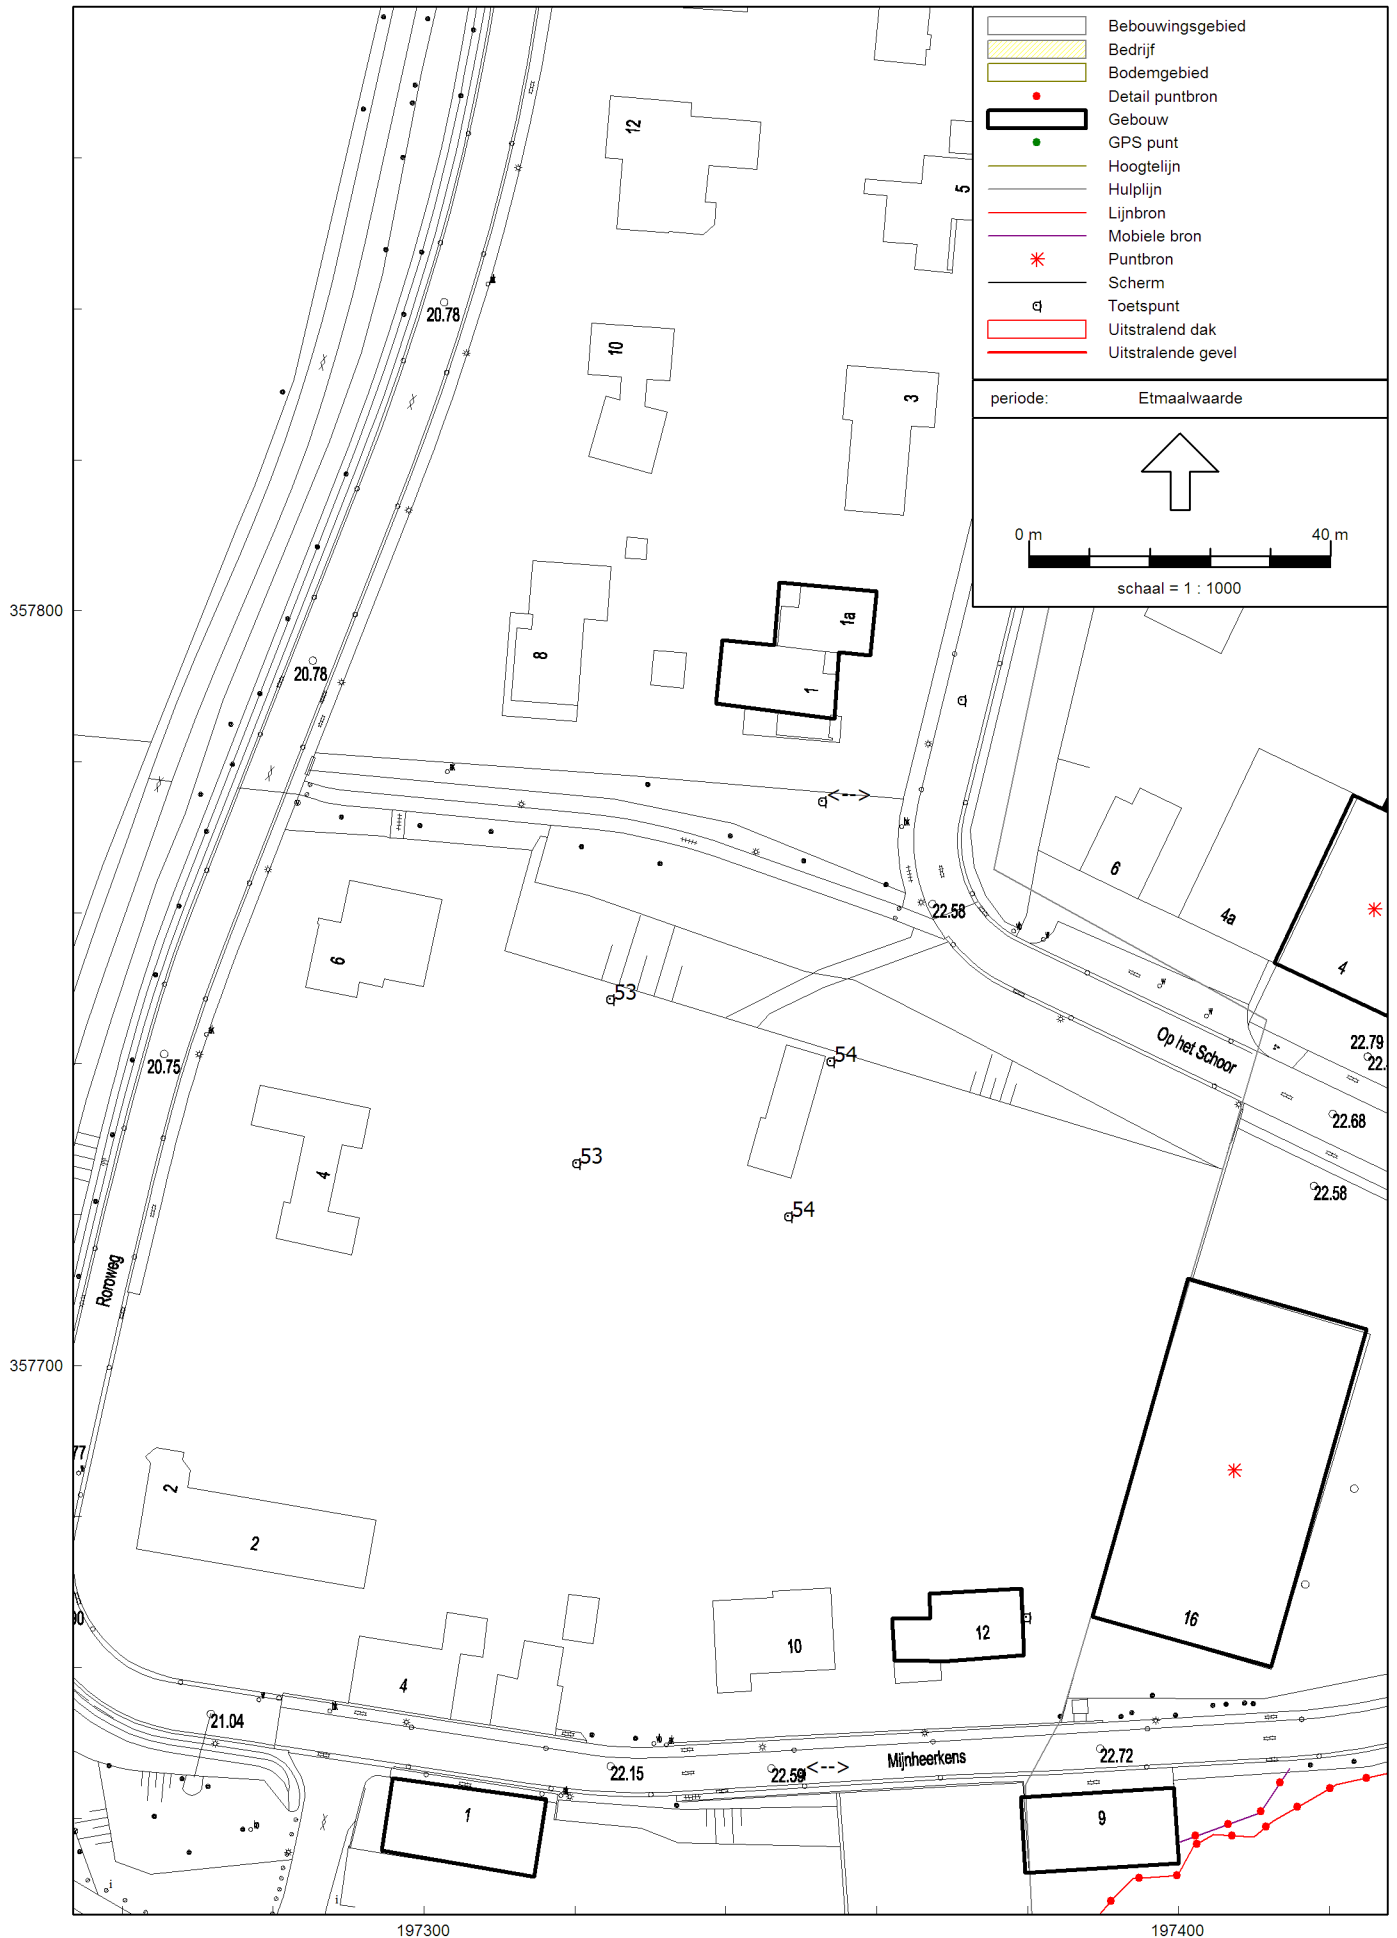 Bebouwingsgebied
Bedrijf
Bodemgebied
Detail puntbron
Gebouw
GPS punt
Hoogtelijn
Hulplijn
Lijnbron
Mobiele bron
Puntbron
Scherm
Toetspunt
Uitstralend dak
Uitstralende gevel
periode: Etmaalwaarde
0 m 40 m
schaal = 1 : 1000
12
5
20.78
10
3
357800
1a
8
20.78
1
<-->
6
4a
22.58
4
6
53
Op het Schoor
22.79
20.75
54
22.68
53
4
22.58
54
Roroweg
357700
77
2
2
16
12
10
4
21.04
22.15
22.59
<-->
Mijnheerkens
22.72
1
9
i
i
197300
197400